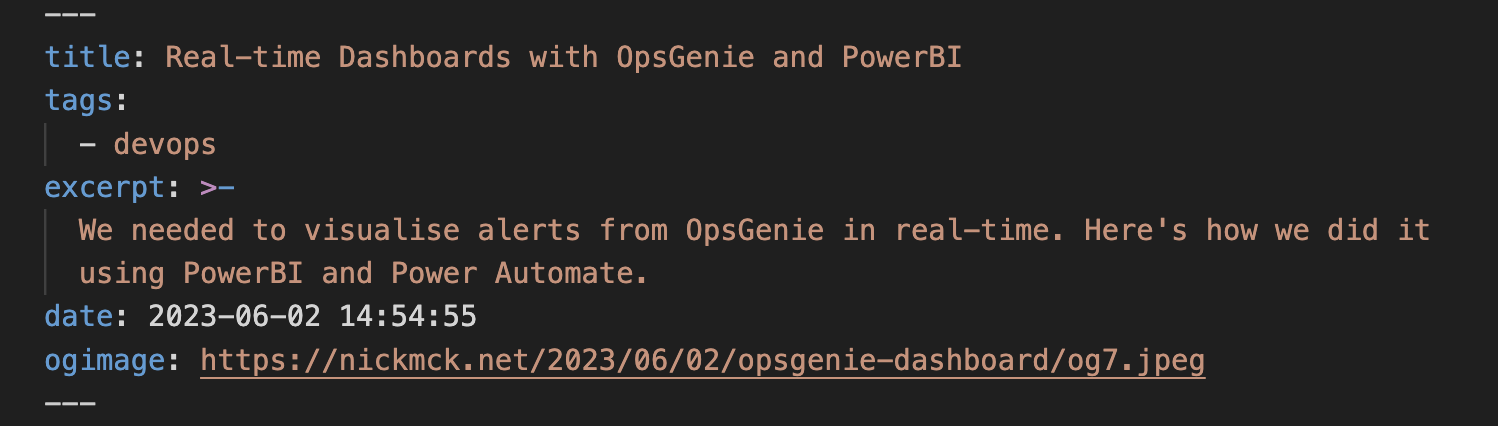 ---
title: Real-time Dashboards with OpsGenie and PowerBI
tags:
  - devops
excerpt: >-
  We needed to visualise alerts from OpsGenie in real-time. Here's how we did it
  using PowerBI and Power Automate.
date: 2023-06-02 14:54:55
ogimage: https://nickmck.net/2023/06/02/opsgenie-dashboard/og7.jpeg
---